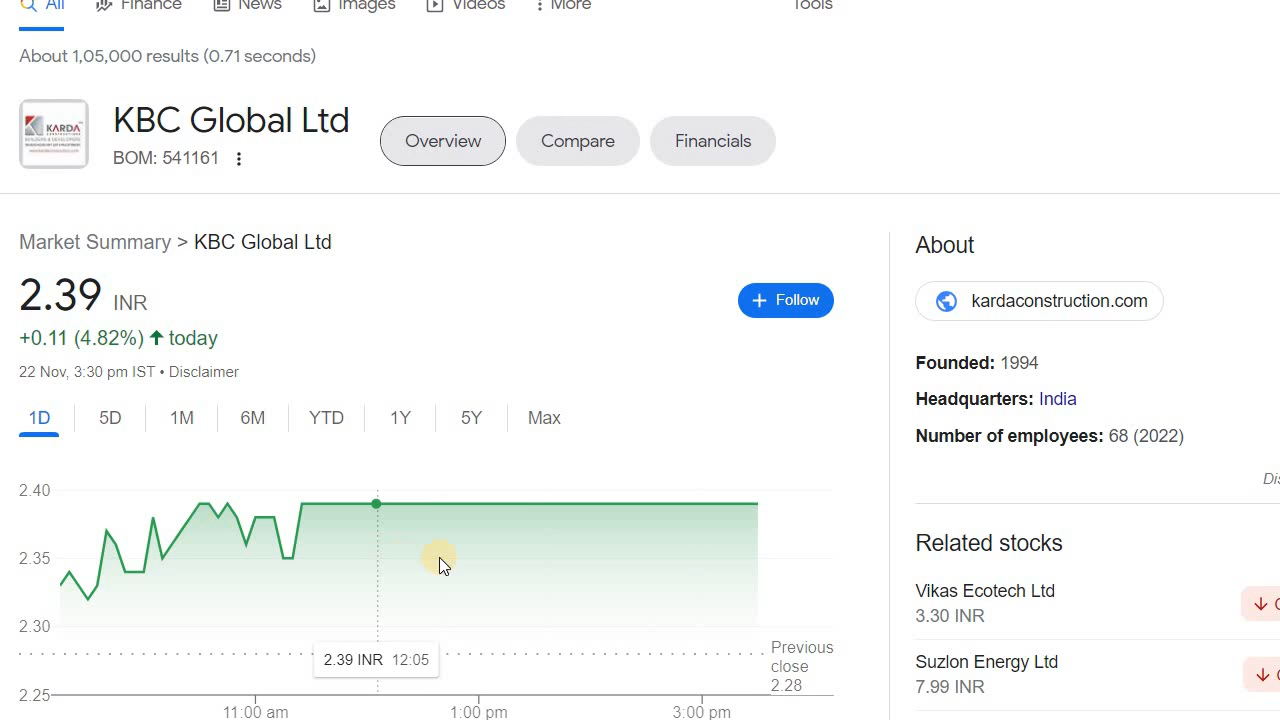 All Finance News Images Videos More Tools
About 1,05,000 results (0.71 seconds)
KARDA
KBC Global Ltd
BOM: 541161
Overview Compare Financials
Market Summary > KBC Global Ltd
2.39 INR
+0.11 (4.82%) today
22 Nov, 3:30 pm IST • Disclaimer
+ Follow
1D 5D 1M 6M YTD 1Y 5Y Max
2.40
2.35
2.30
2.25
2.39 INR 12:05
Previous
close
2.28
11:00 am 1:00 pm 3:00 pm
About
kardaconstruction.com
Founded: 1994
Headquarters: India
Number of employees: 68 (2022)
Related stocks
Vikas Ecotech Ltd
3.30 INR
Suzlon Energy Ltd
7.99 INR